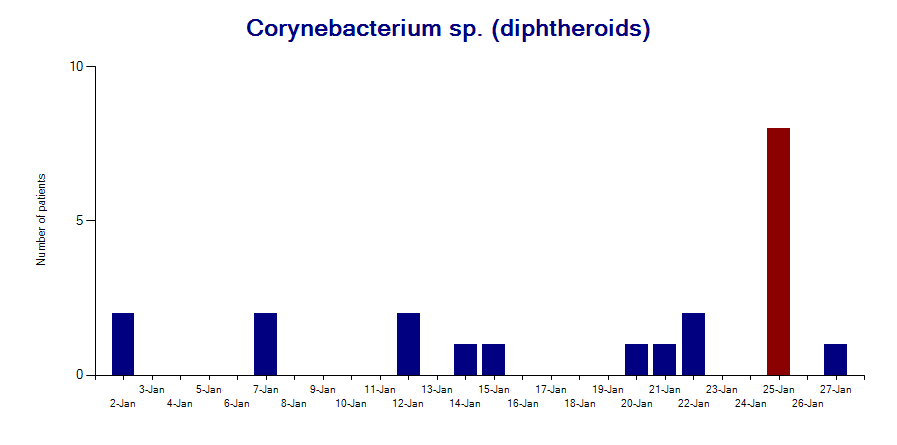 Corynebacterium sp. (diphtheroids)
10
5
0
Number of patients
3-Jan 5-Jan 7-Jan 9-Jan 11-Jan 13-Jan 15-Jan 17-Jan 19-Jan 21-Jan 23-Jan 25-Jan 27-Jan
2-Jan 4-Jan 6-Jan 8-Jan 10-Jan 12-Jan 14-Jan 16-Jan 18-Jan 20-Jan 22-Jan 24-Jan 26-Jan